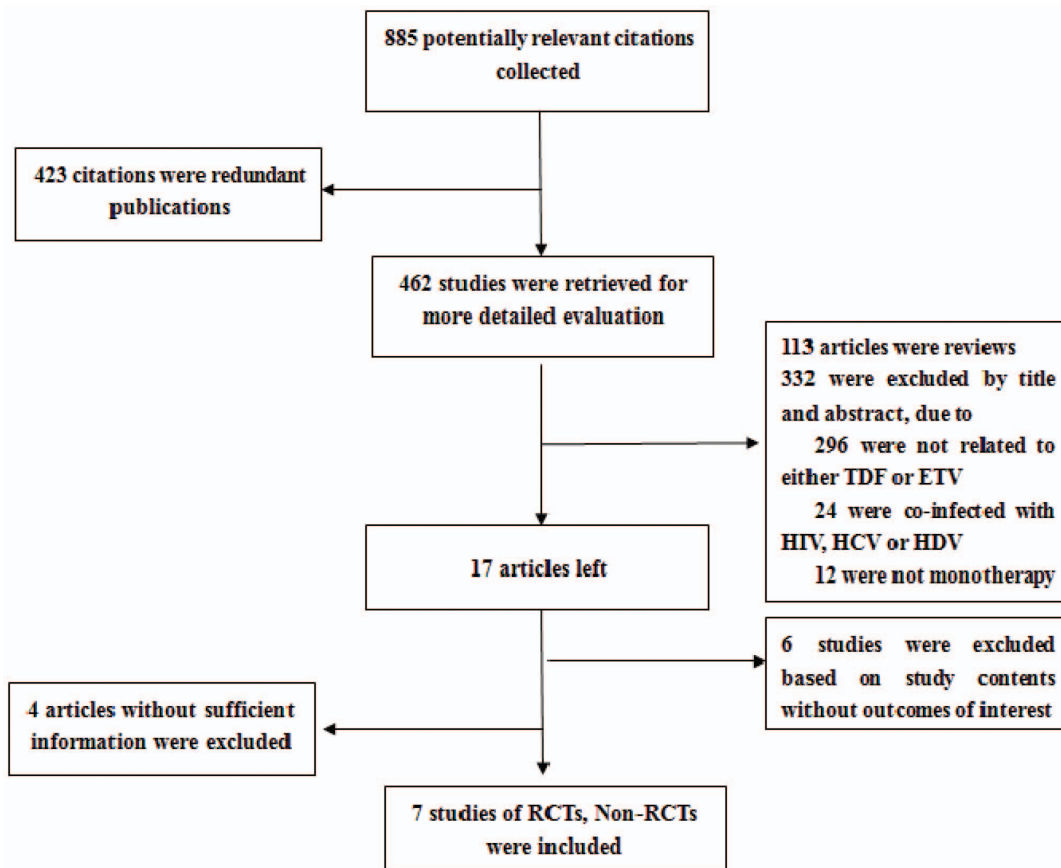 885 potentially relevant citations
collected
423 citations were redundant
publications
462 studies were retrieved for
more detailed evaluation
113 articles were reviews
332 were excluded by title
and abstract, due to
296 were not related to
either TDF or ETV
24 were co-infected with
HIV, HCV or HDV
12 were not monotherapy
17 articles left
6 studies were excluded
based on study contents
without outcomes of interest
4 articles without sufficient
information were excluded
7 studies of RCTs, Non-RCTs
were included